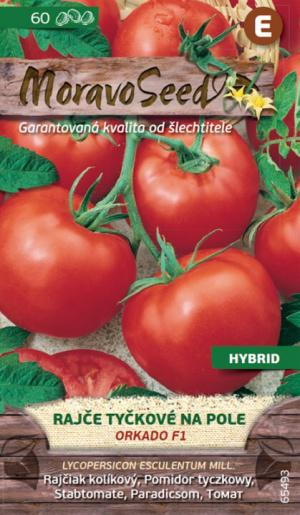 60
E
MoravoSeed
Garantovaná kvalita od šlechtitele
HYBRID
RAJČE TYČKOVÉ NA POLE
ORKADO F1
LYCOPERSICON ESCULENTUM MILL.
Rajčiak kolíkový, Pomidor tyczkowy,
Stabtomate, Paradicsom, Томат
65493